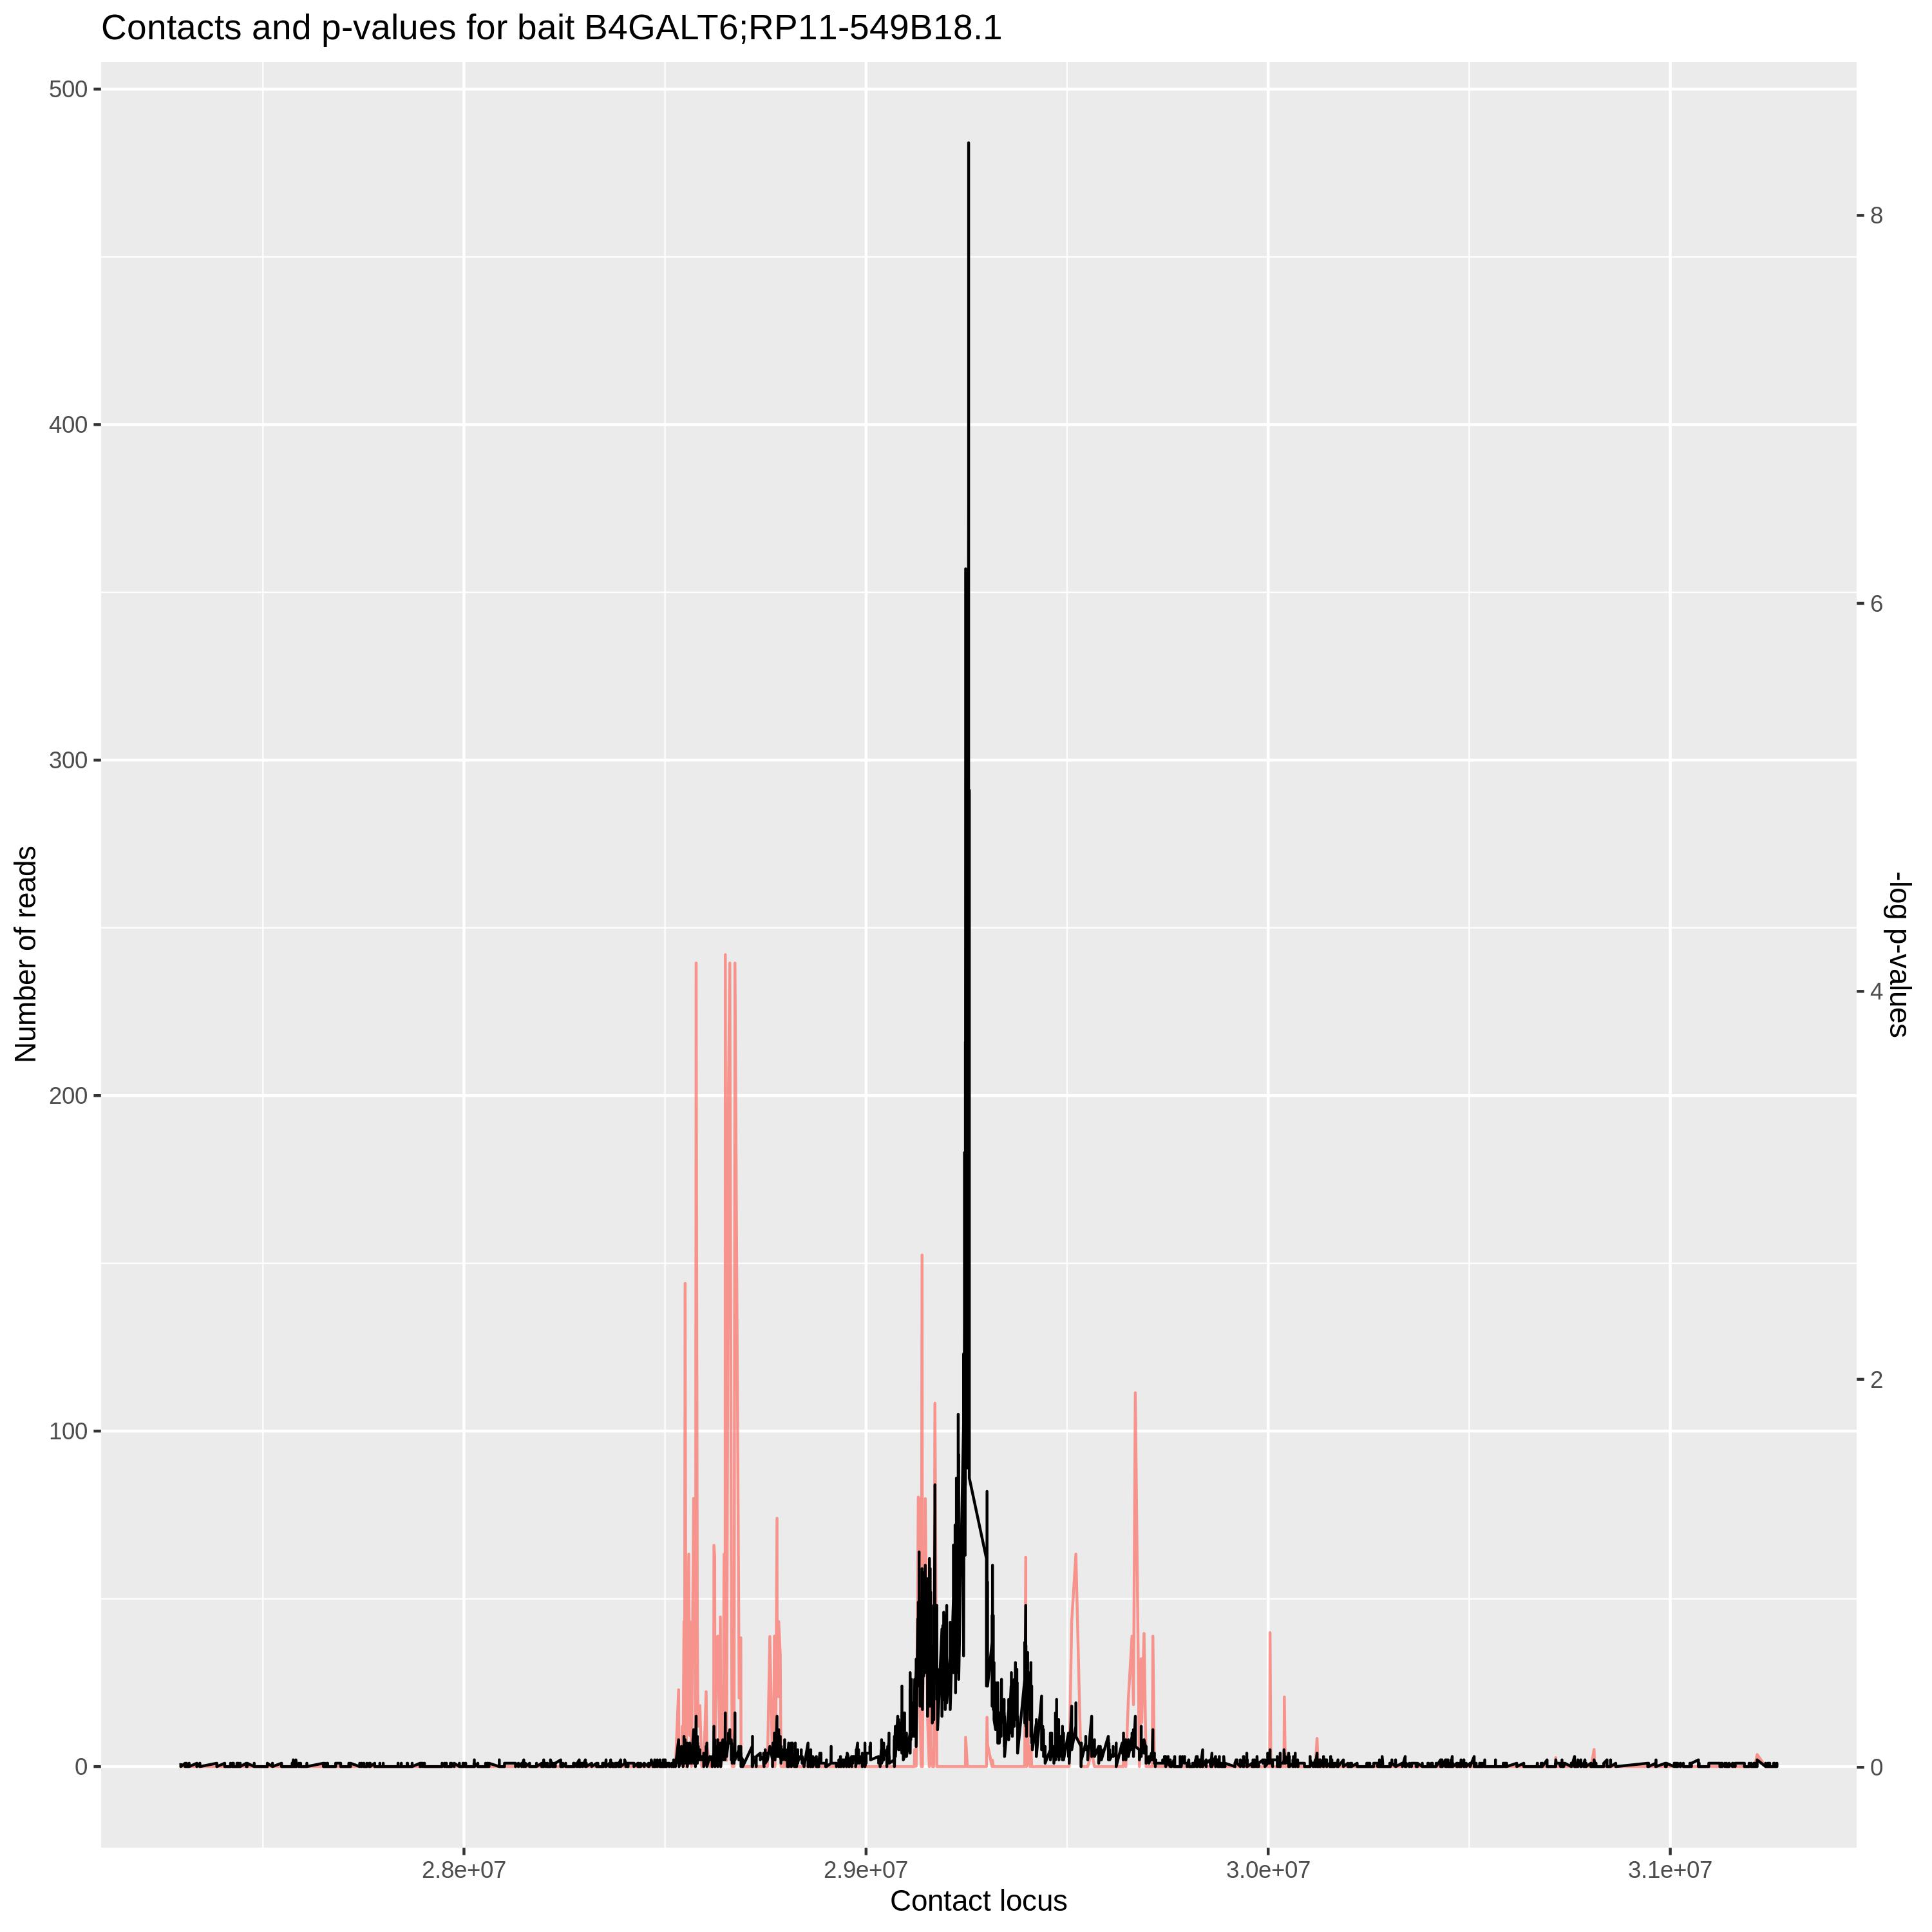 Contacts and p-values for bait B4GALT6;RP11-549B18.1
500
400
300
200
100
0
Number of reads
8
6
4
2
0
-log p-values
2.8e+07
2.9e+07
3.0e+07
3.1e+07
Contact locus